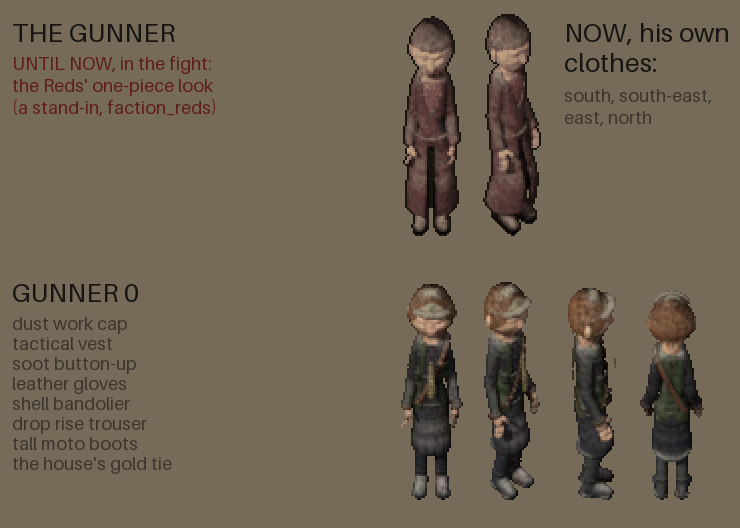 THE GUNNER
UNTIL NOW, in the fight:
the Reds' one-piece look
(a stand-in, faction_reds)
NOW, his own
clothes:
south, south-east,
east, north
GUNNER 0
dust work cap
tactical vest
soot button-up
leather gloves
shell bandolier
drop rise trouser
tall moto boots
the house's gold tie